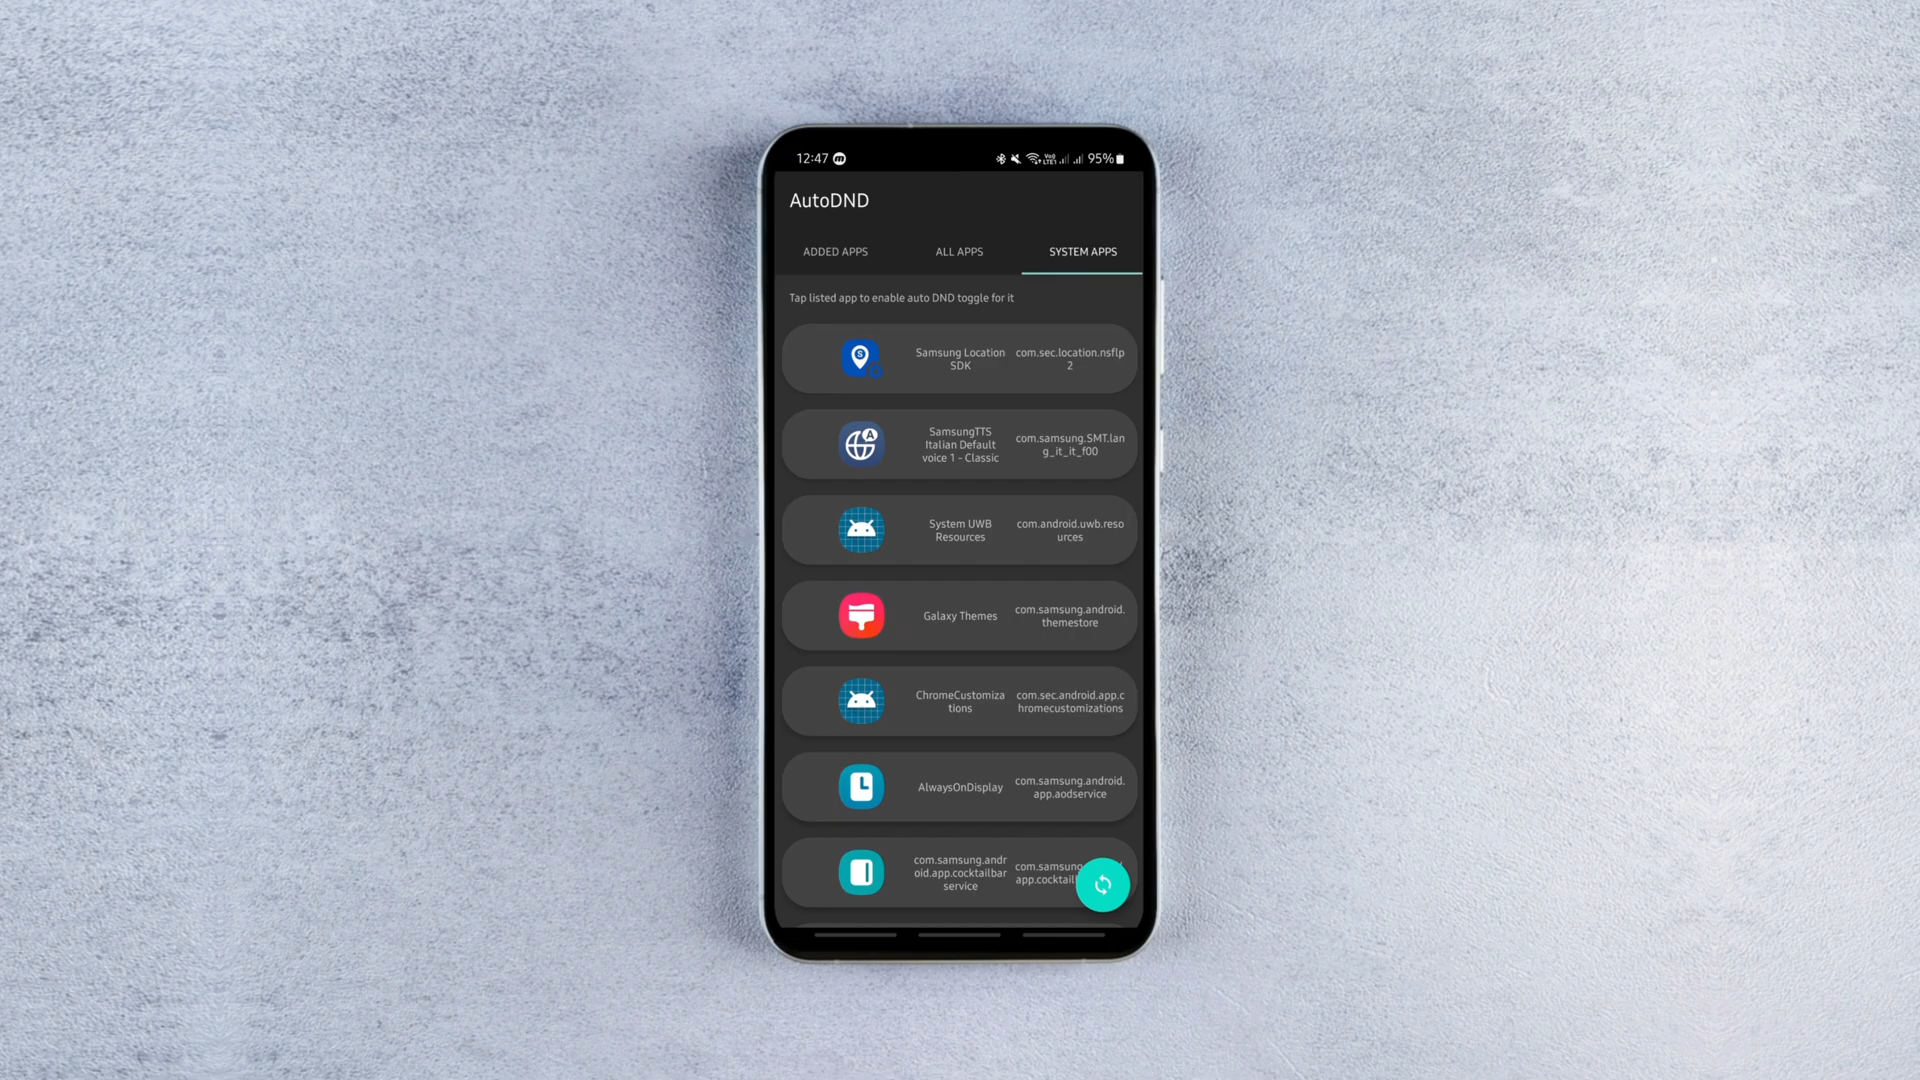 12:47
Vo)) LTE1 95%
AutoDND
ADDED APPS ALL APPS SYSTEM APPS
Tap listed app to enable auto DND toggle for it
Samsung Location
SDK
com.sec.location.nsflp
2
SamsungTTS
Italian Default
voice 1 - Classic
com.samsung.SMT.lan
g_it_it_f00
System UWB
Resources
com.android.uwb.reso
urces
Galaxy Themes
com.samsung.android.
themestore
ChromeCustomiza
tions
com.sec.android.app.c
hromecustomizations
AlwaysOnDisplay
com.samsung.android.
app.aodservice
com.samsung.andr
oid.app.cocktailbar
service
com.samsung
app.cocktail